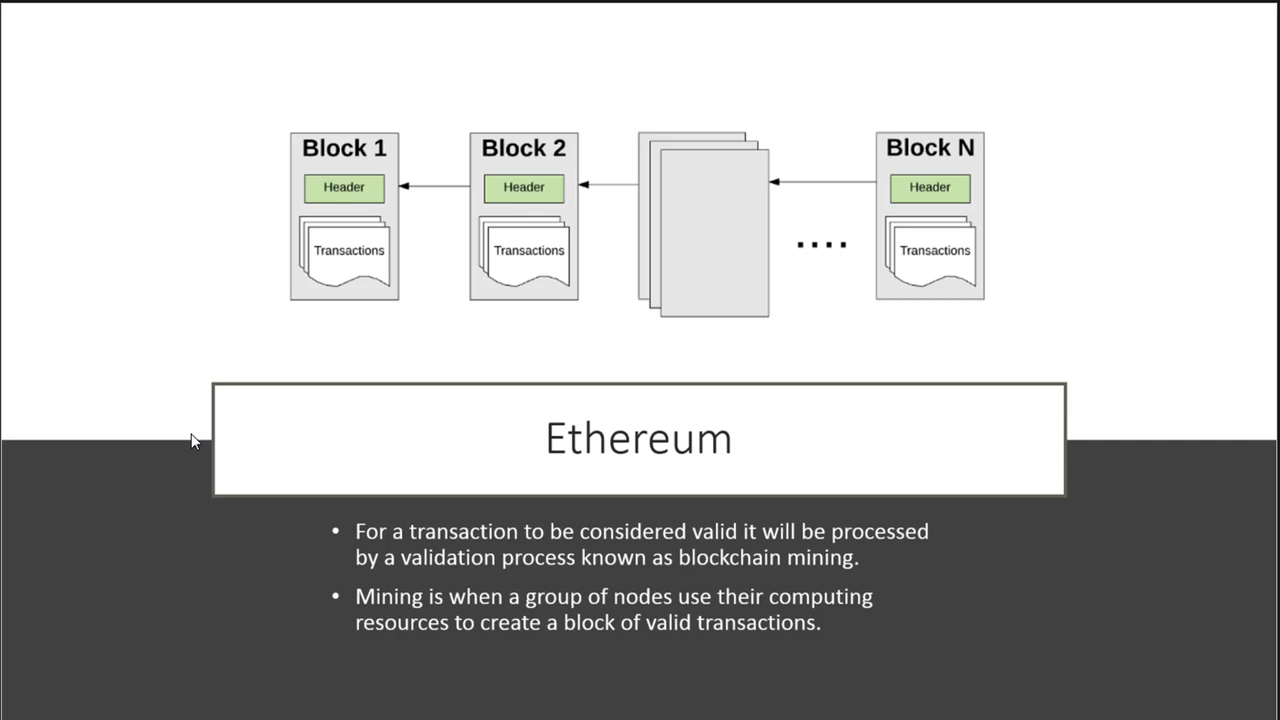 Block 1
Header
Transactions
Block 2
Header
Transactions
....
Block N
Header
Transactions
Ethereum
• For a transaction to be considered valid it will be processed
by a validation process known as blockchain mining.
• Mining is when a group of nodes use their computing
resources to create a block of valid transactions.